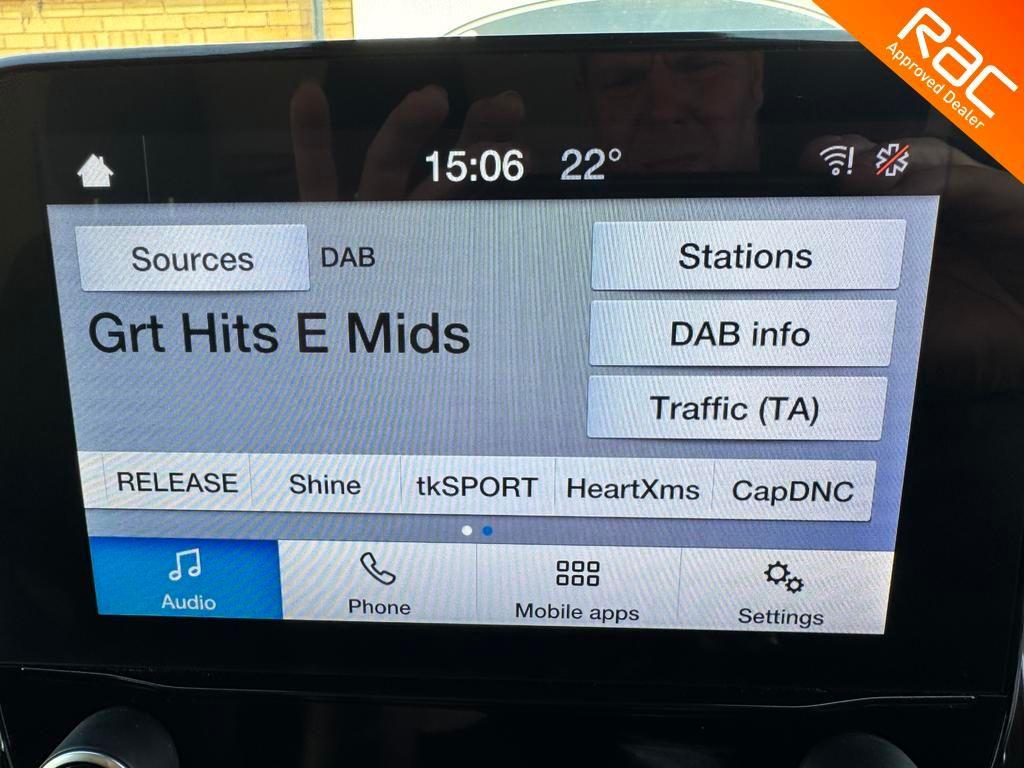 RAC
Approved Dealer
15:06 22°
Sources DAB Stations
Grt Hits E Mids DAB info
Traffic (TA)
RELEASE Shine tkSPORT HeartXms CapDNC
Audio Phone Mobile apps Settings